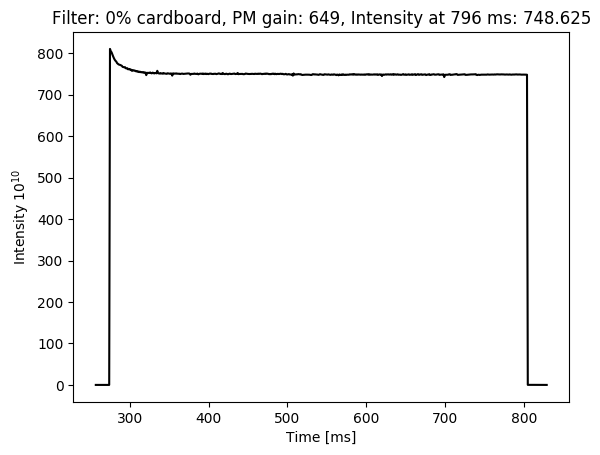 Filter: 0% cardboard, PM gain: 649, Intensity at 796 ms: 748.625
800
700
600
500
400
300
200
100
0
Intensity 10¹⁰
300 400 500 600 700 800
Time [ms]